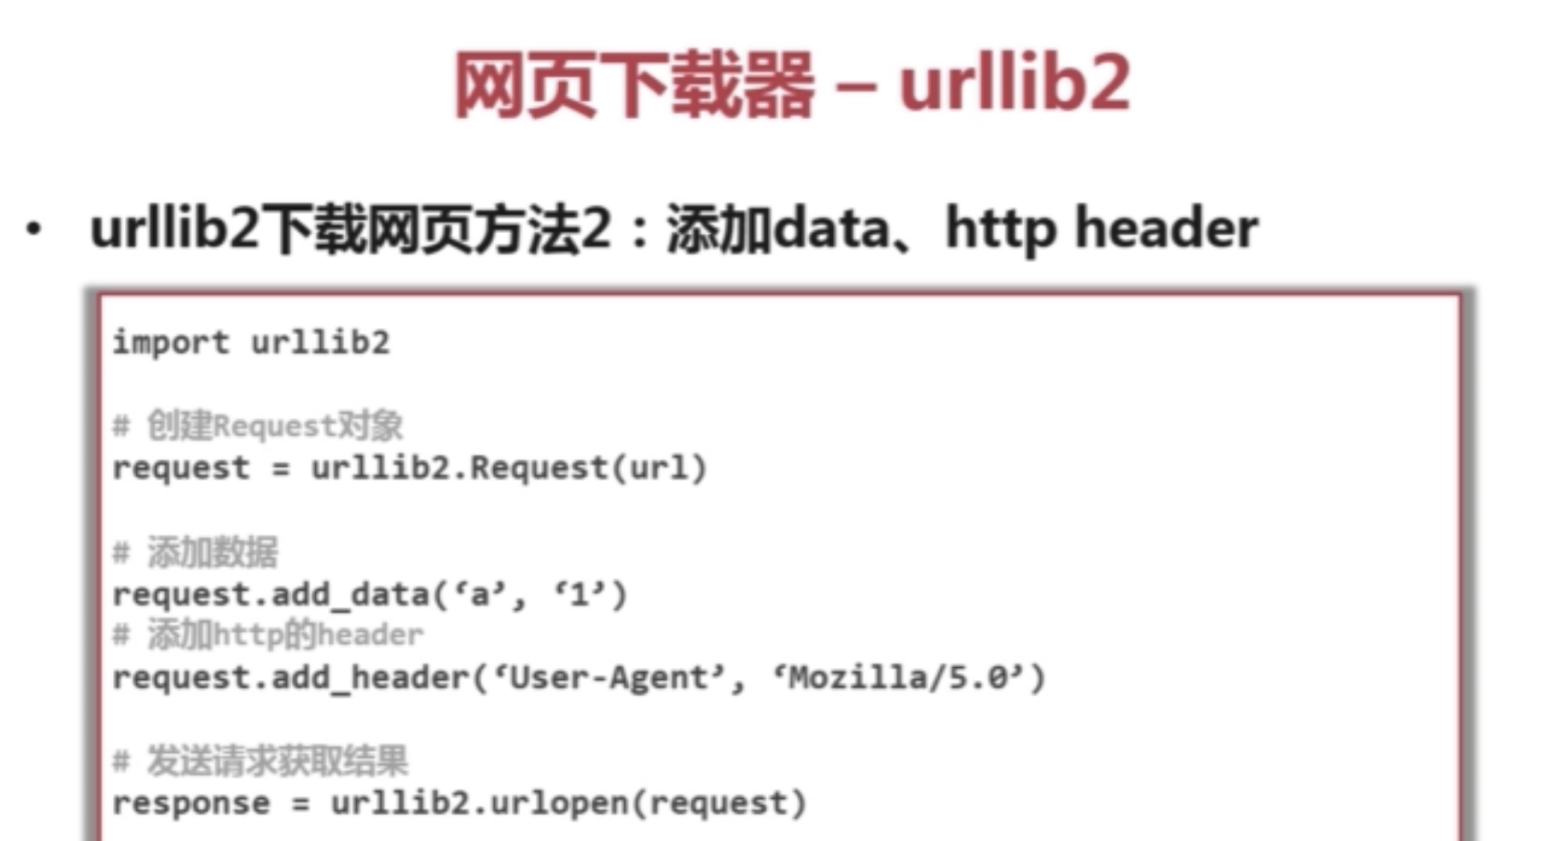 网页下载器 – urllib2
• urllib2下载网页方法2：添加data、http header
import urllib2
# 创建Request对象
request = urllib2.Request(url)
# 添加数据
request.add_data(‘a’, ‘1’)
# 添加http的header
request.add_header(‘User-Agent’, ‘Mozilla/5.0’)
# 发送请求获取结果
response = urllib2.urlopen(request)